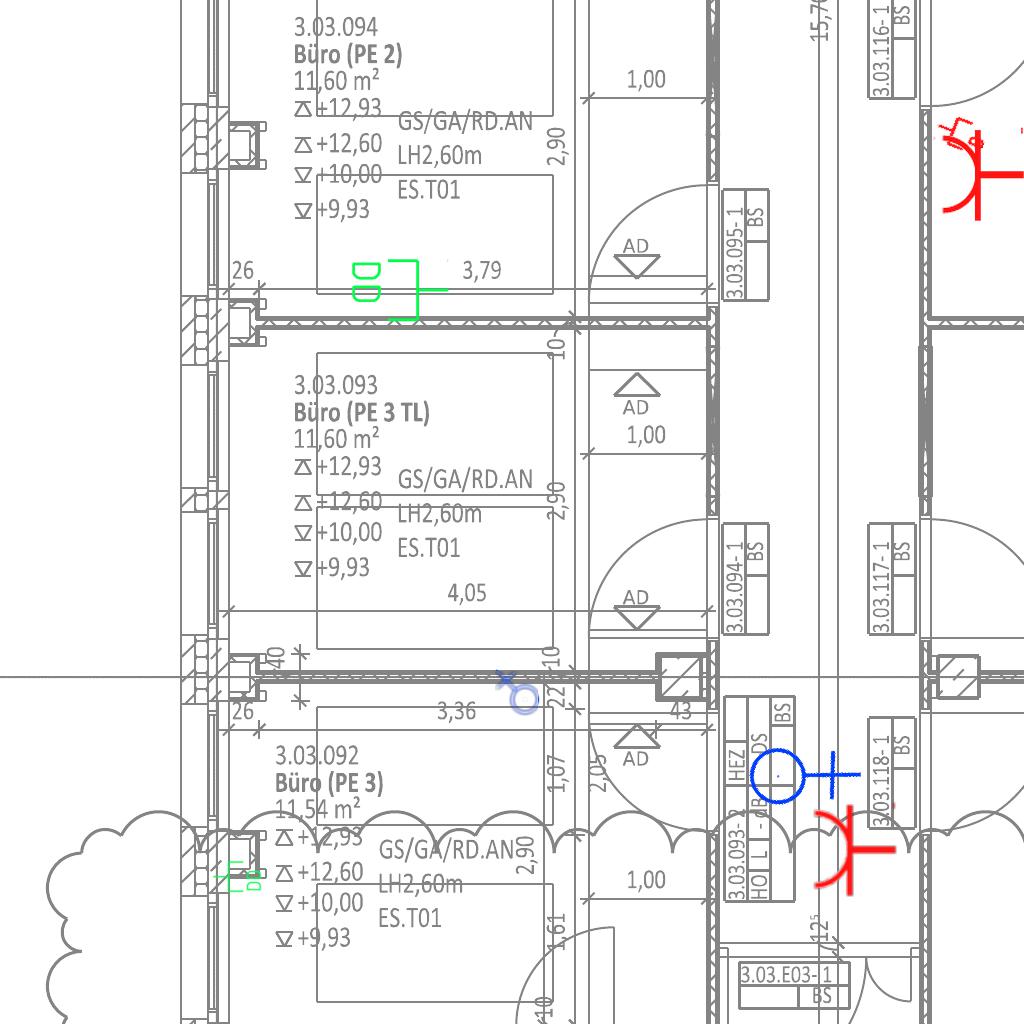 3.03.094
Büro (PE 2)
11,60 m²
+12,93
+12,60
+10,00
+9,93
GS/GA/RD.AN
LH2,60m
ES.T01
1,00
2,90
15,70
3.03.116- 1
BS
26
3,79
DD
AD
3.03.095- 1
BS
10
3.03.093
Büro (PE 3 TL)
11,60 m²
+12,93
+12,60
+10,00
+9,93
GS/GA/RD.AN
LH2,60m
ES.T01
AD
1,00
2,90
4,05
AD
3.03.094- 1
BS
3.03.117- 1
BS
40
10
22
26
3,36
43
3.03.092
Büro (PE 3)
11,54 m²
+12,93
+12,60
+10,00
+9,93
GS/GA/RD.AN
LH2,60m
ES.T01
AD
1,07
2,05
2,90
1,00
1,61
10
DD
HEZ
DS
BS
3.03.093- 2
HO L - dB
3.03.118- 1
BS
12⁵
3.03.E03- 1
BS